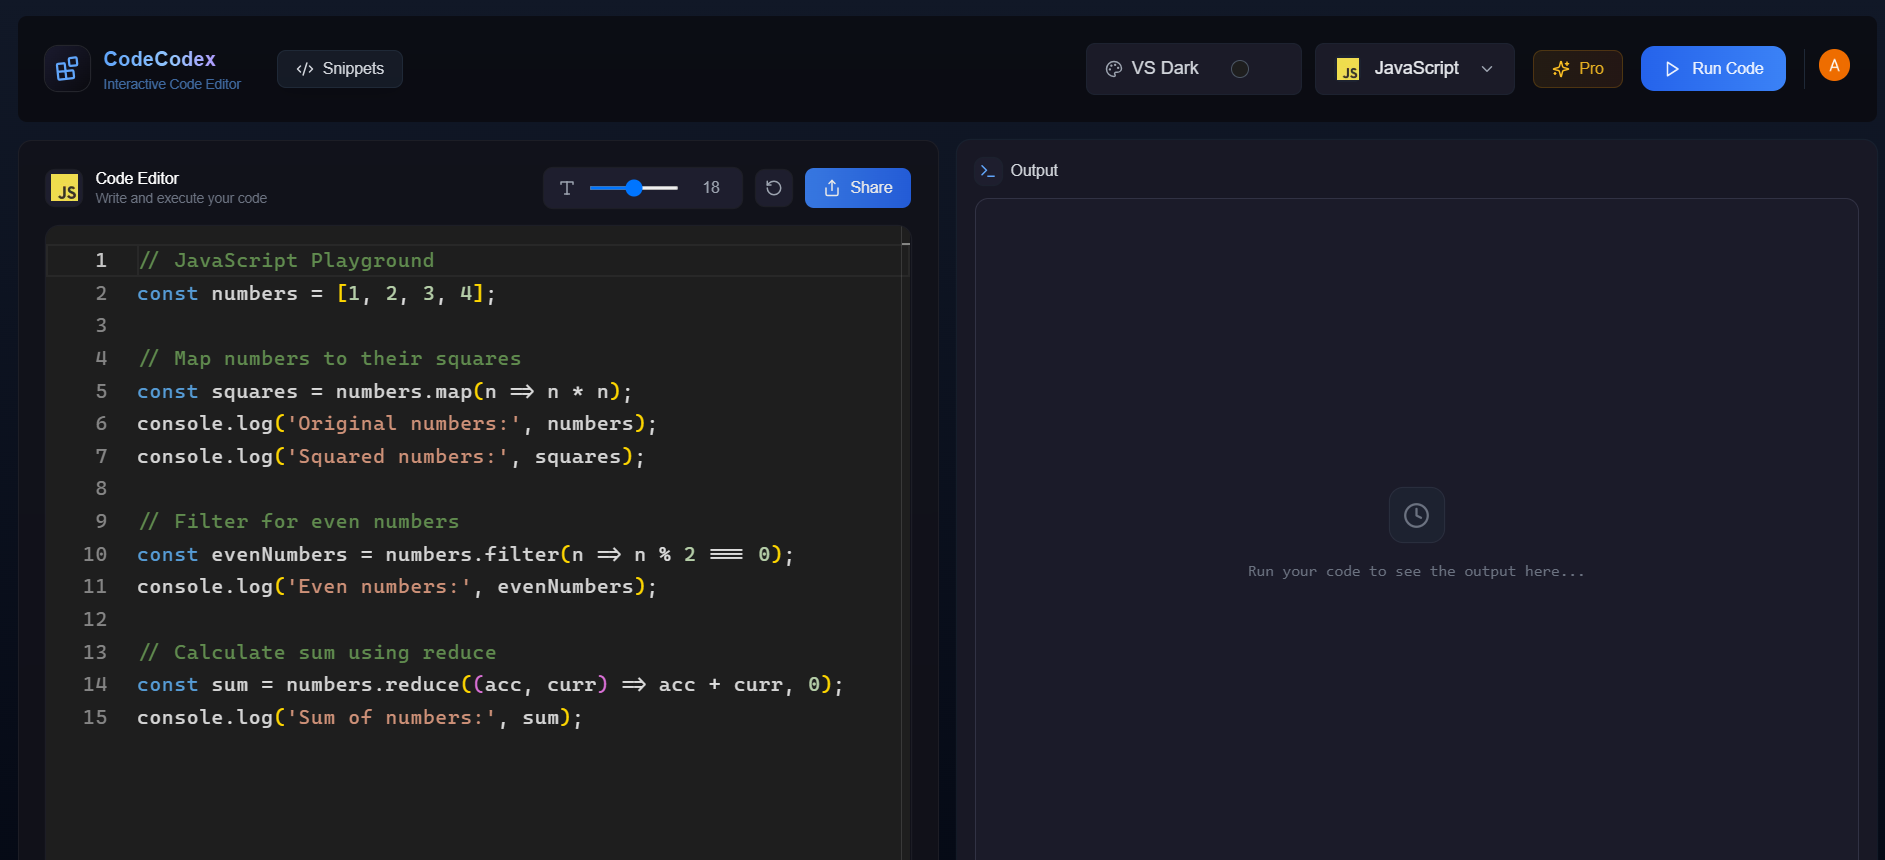 CodeCodex
Interactive Code Editor
</> Snippets
VS Dark
JS JavaScript
Pro
Run Code
A
JS
Code Editor
Write and execute your code
T 18
Share
1 // JavaScript Playground
2 const numbers = [1, 2, 3, 4];
3
4 // Map numbers to their squares
5 const squares = numbers.map(n => n * n);
6 console.log('Original numbers:', numbers);
7 console.log('Squared numbers:', squares);
8
9 // Filter for even numbers
10 const evenNumbers = numbers.filter(n => n % 2 === 0);
11 console.log('Even numbers:', evenNumbers);
12
13 // Calculate sum using reduce
14 const sum = numbers.reduce((acc, curr) => acc + curr, 0);
15 console.log('Sum of numbers:', sum);
Output
Run your code to see the output here...